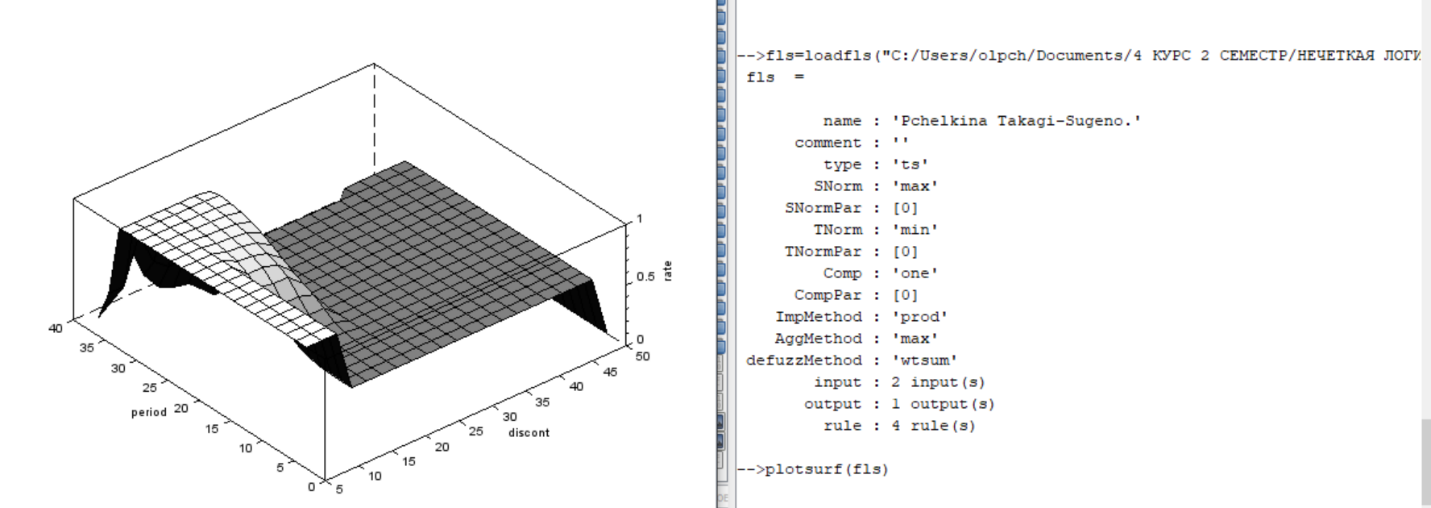 -->fls=loadfls("C:/Users/olpch/Documents/4 КУРС 2 СЕМЕСТР/НЕЧЕТКАЯ ЛОГИ
fls =
name : 'Pchelkina Takagi-Sugeno.'
comment : ''
type : 'ts'
SNorm : 'max'
SNormPar : [0]
TNorm : 'min'
TNormPar : [0]
Comp : 'one'
CompPar : [0]
ImpMethod : 'prod'
AggMethod : 'max'
defuzzMethod : 'wtsum'
input : 2 input(s)
output : 1 output(s)
rule : 4 rule(s)
-->plotsurf(fls)
1
0.5
0
rate
40
35
30
25
20
15
10
5
0
period
5
10
15
20
25
30
35
40
45
50
discont